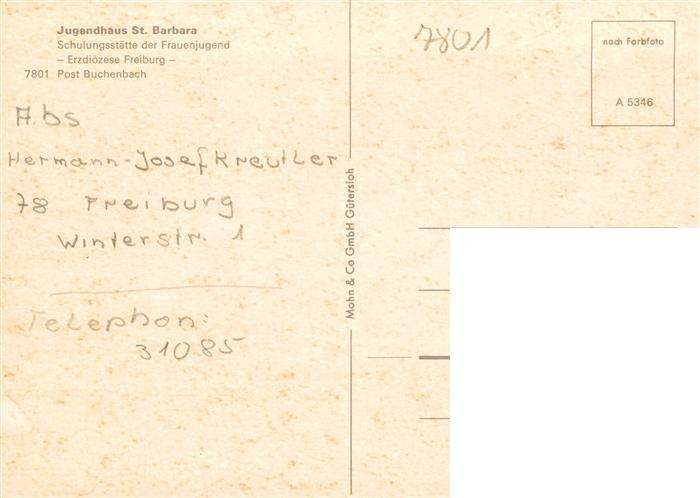 Jugendhaus St. Barbara
Schulungsstätte der Frauenjugend
– Erzdiözese Freiburg –
7801 Post Buchenbach
7801
nach Farbfoto
A 5346
Abs
Hermann-Josef Kreutler
78 Freiburg
Winterstr. 1
Telephon:
31085
Mohn & Co GmbH Gütersloh